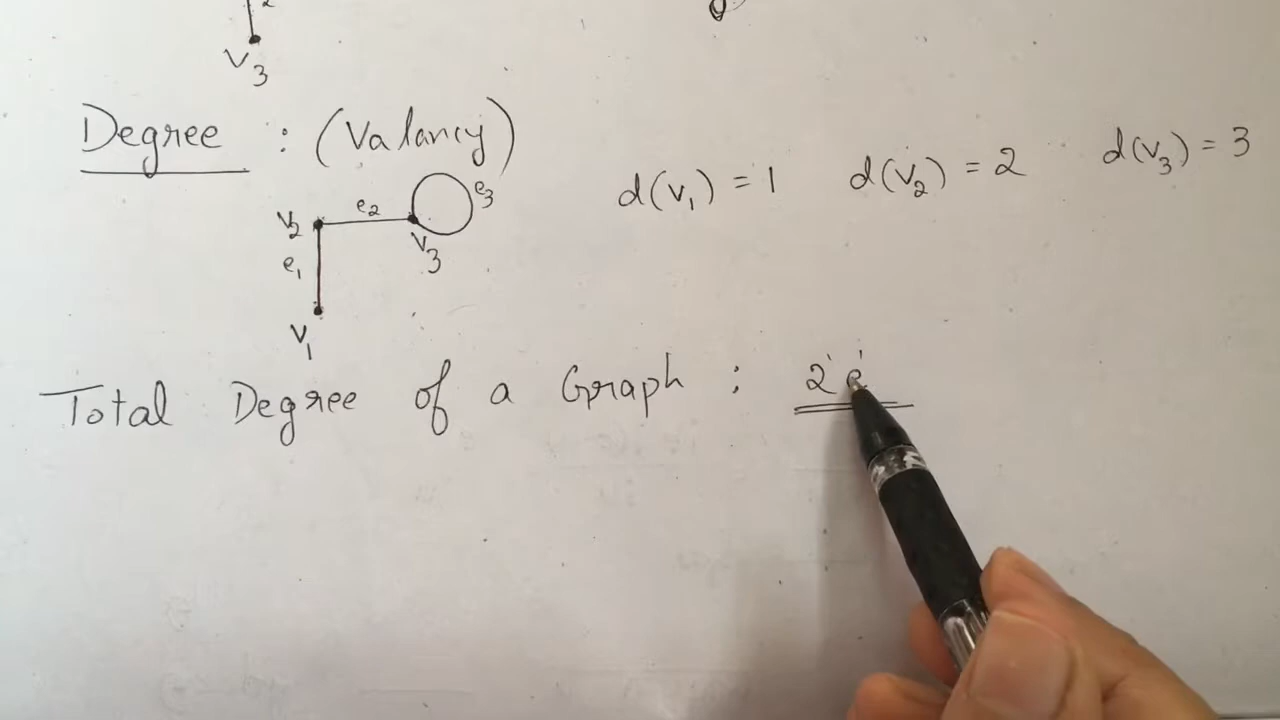 V3
Degree : (Valancy)
d(V1) = 1 d(V2) = 2 d(V3) = 3
V2 e2 e3
V3
e1
V1
Total Degree of a Graph : 2'e'